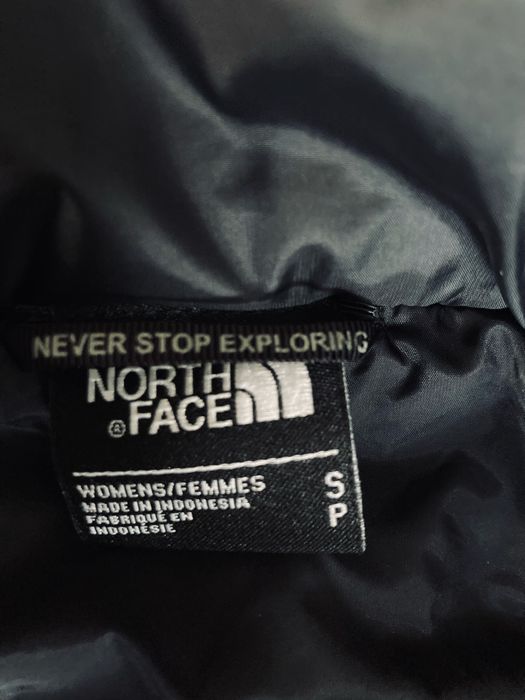 NEVER STOP EXPLORING
NORTH
® FACE
WOMENS/FEMMES
MADE IN INDONESIA
FABRIQUÉ EN
INDONÉSIE
S
P